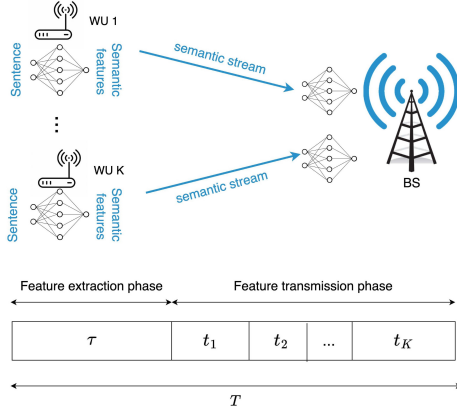 WU 1
Sentence
Semantic
features
semantic stream
...
WU K
Sentence
Semantic
features
semantic stream
BS
Feature extraction phase
Feature transmission phase
τ
t₁
t₂
...
t_K
T